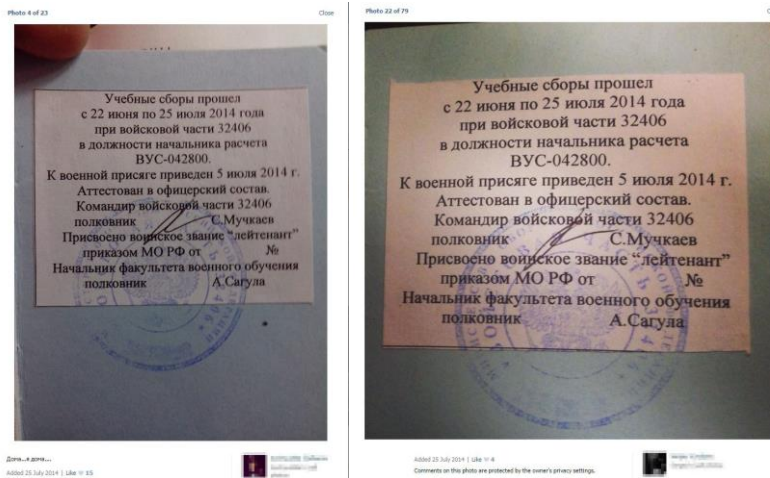 Photo 4 of 23
Close
Учебные сборы прошел
с 22 июня по 25 июля 2014 года
при войсковой части 32406
в должности начальника расчета
ВУС-042800.
К военной присяге приведен 5 июля 2014 г.
Аттестован в офицерский состав.
Командир войсковой части 32406
полковник С.Мучкаев
Присвоено воинское звание “лейтенант”
приказом МО РФ от №
Начальник факультета военного обучения
полковник А.Сагула
Дома...я дома...
Added 25 July 2014 | Like 15
Photo 22 of 79
Учебные сборы прошел
с 22 июня по 25 июля 2014 года
при войсковой части 32406
в должности начальника расчета
ВУС-042800.
К военной присяге приведен 5 июля 2014 г.
Аттестован в офицерский состав.
Командир войсковой части 32406
полковник С.Мучкаев
Присвоено воинское звание “лейтенант”
приказом МО РФ от №
Начальник факультета военного обучения
полковник А.Сагула
Added 25 July 2014 | Like 4
Comments on this photo are protected by the owner's privacy settings.